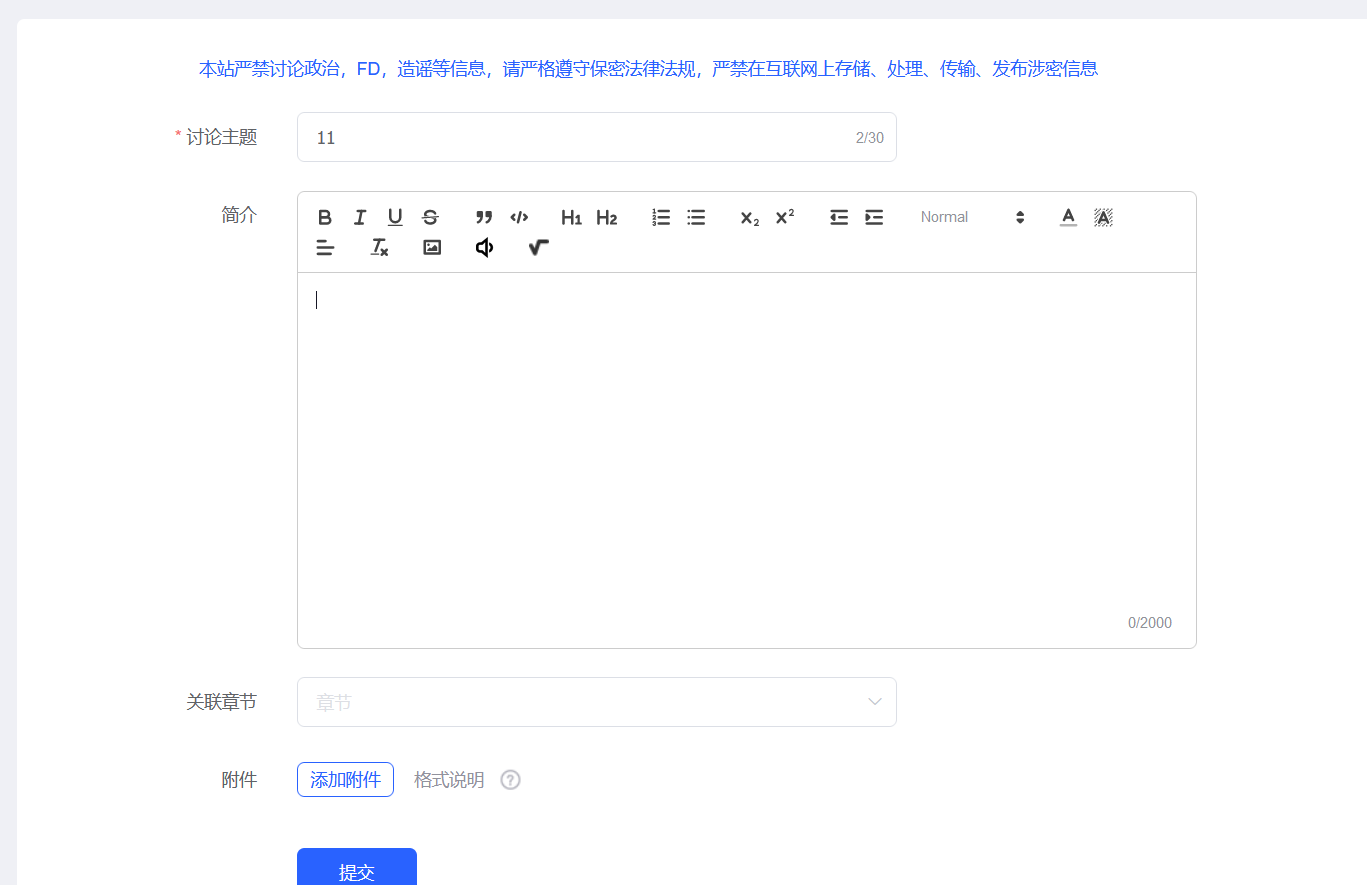 本站严禁讨论政治，FD，造谣等信息，请严格遵守保密法律法规，严禁在互联网上存储、处理、传输、发布涉密信息
* 讨论主题
11
2/30
简介
B I U S ” </> H1 H2 x2 x2 Normal A A
Tx
0/2000
关联章节
章节
附件
添加附件 格式说明 ?
提交